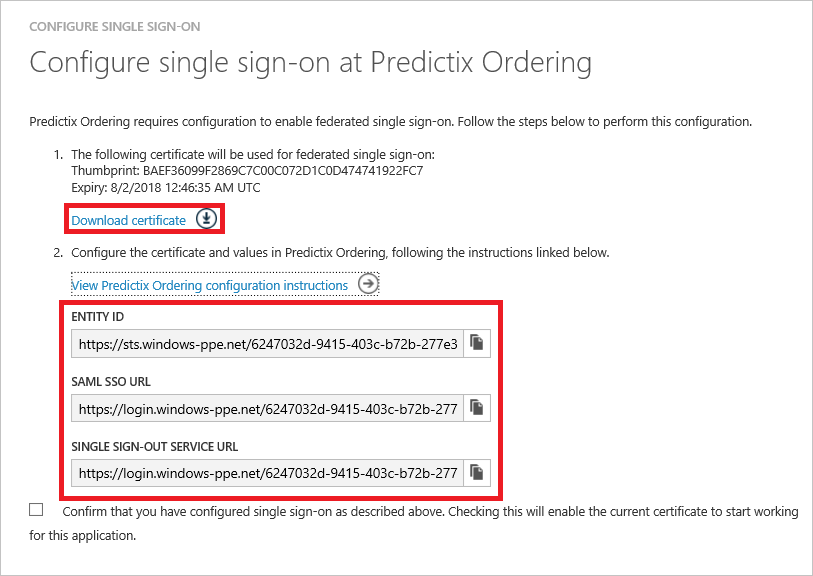 CONFIGURE SINGLE SIGN-ON
Configure single sign-on at Predictix Ordering
Predictix Ordering requires configuration to enable federated single sign-on. Follow the steps below to perform this configuration.
1. The following certificate will be used for federated single sign-on:
Thumbprint: BAEF36099F2869C7C00C072D1C0D474741922FC7
Expiry: 8/2/2018 12:46:35 AM UTC
Download certificate
2. Configure the certificate and values in Predictix Ordering, following the instructions linked below.
View Predictix Ordering configuration instructions
ENTITY ID
https://sts.windows-ppe.net/6247032d-9415-403c-b72b-277e3
SAML SSO URL
https://login.windows-ppe.net/6247032d-9415-403c-b72b-277
SINGLE SIGN-OUT SERVICE URL
https://login.windows-ppe.net/6247032d-9415-403c-b72b-277
Confirm that you have configured single sign-on as described above. Checking this will enable the current certificate to start working
for this application.